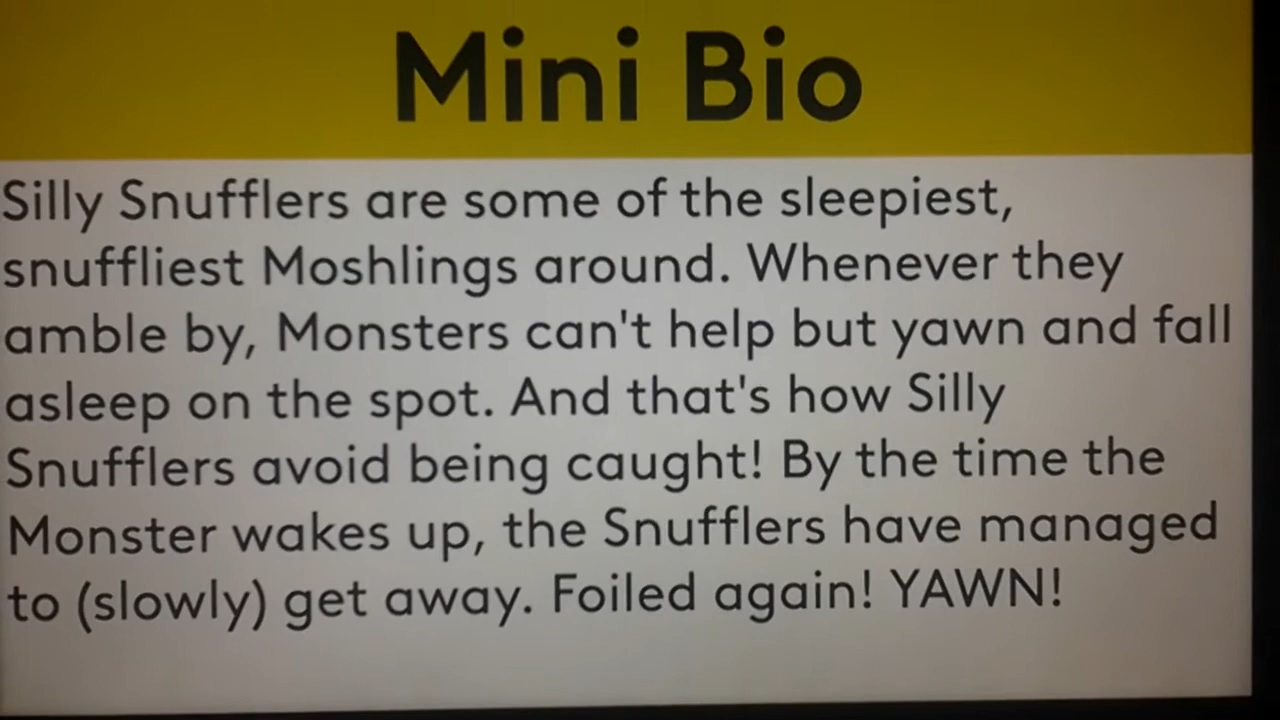 Mini Bio
Silly Snufflers are some of the sleepiest,
snuffliest Moshlings around. Whenever they
amble by, Monsters can't help but yawn and fall
asleep on the spot. And that's how Silly
Snufflers avoid being caught! By the time the
Monster wakes up, the Snufflers have managed
to (slowly) get away. Foiled again! YAWN!